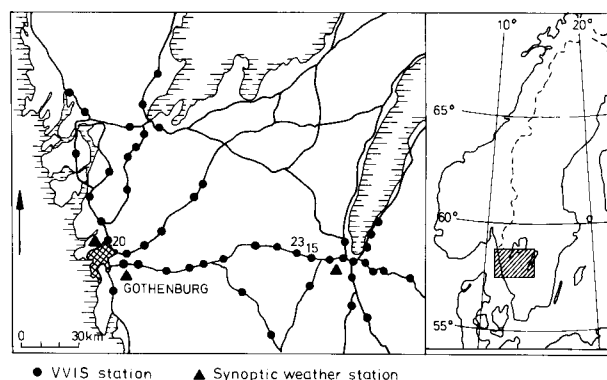 10° 20°
65°
60°
20
23 15
GOTHENBURG
0 30km
55°
● VVIS station ▲ Synoptic weather station